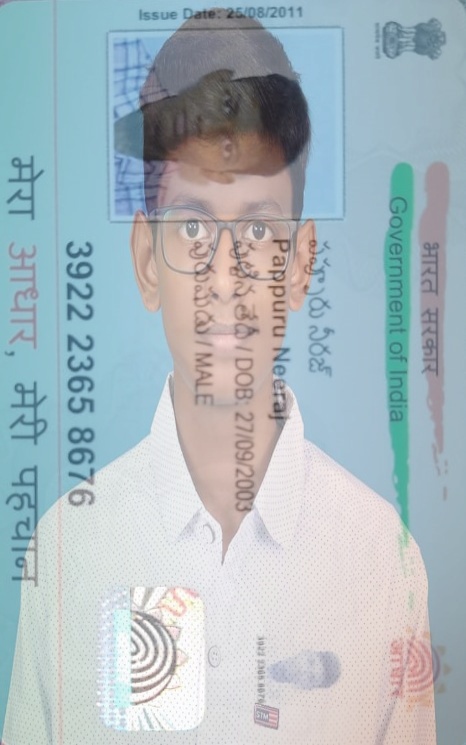 Issue Date: 25/08/2011
भारत सरकार
Government of India
పప్పూరు నీరజ్
Pappuru Neeraj
పుట్టిన తేదీ / DOB: 27/09/2003
పురుషుడు / MALE
3922 2365 8676
मेरा आधार, मेरी पहचान
3922 2365 8676